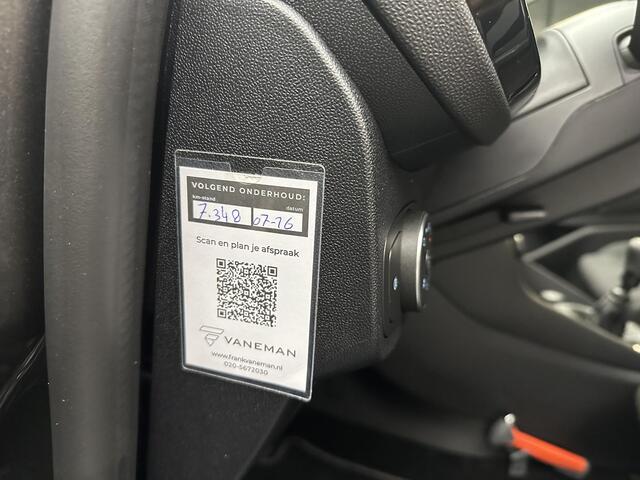 VOLGEND ONDERHOUD:
km-stand datum
7.348 07-26
Scan en plan je afspraak
VANEMAN
www.frankvaneman.nl
020-5672030